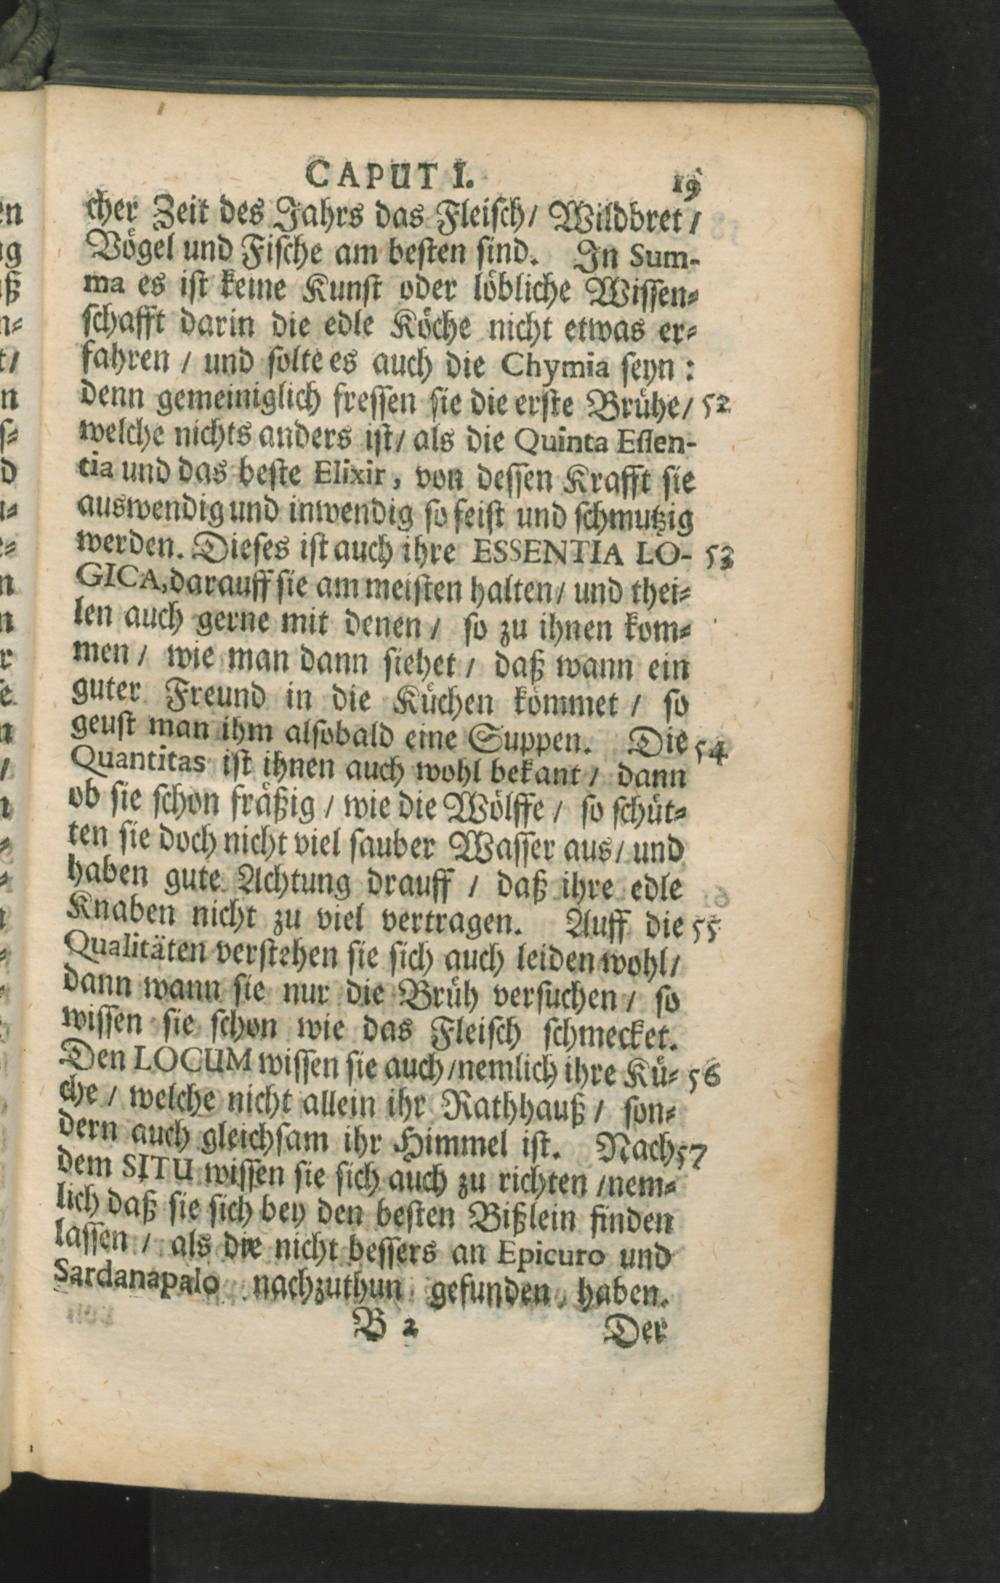 CAPUT I. 19
cher Zeit des Jahrs das Fleisch/ Wildbret/
Vögel und Fische am besten sind. In Sum-
ma es ist keine Kunst oder löbliche Wissen-
schafft darin die edle Köche nicht etwas er-
fahren / und solte es auch die Chymia seyn:
denn gemeiniglich fressen sie die erste Brühe/ 52
welche nichts anders ist/ als die Quinta Essen-
tia und das beste Elixir, von dessen Krafft sie
auswendig und inwendig so feist und schmutzig
werden. Dieses ist auch ihre ESSENTIA LO- 53
GICA, darauff sie am meisten halten/ und thei-
len auch gerne mit denen / so zu ihnen kom-
men / wie man dann siehet / daß wann ein
guter Freund in die Küchen kömmet / so
geust man ihm alsobald eine Suppen. Die 54
Quantitas ist ihnen auch wohl bekant / dann
ob sie schon fräßig / wie die Wölffe / so schüt-
ten sie doch nicht viel sauber Wasser aus/ und
haben gute Achtung drauff / daß ihre edle
Knaben nicht zu viel vertragen. Auff die 55
Qualitäten verstehen sie sich auch leiden wohl/
dann wann sie nur die Brüh versuchen / so
wissen sie schon wie das Fleisch schmecket.
Den LOCUM wissen sie auch /nemlich ihre Kü- 56
che / welche nicht allein ihr Rathhauß / son-
dern auch gleichsam ihr Himmel ist. Nach 57
dem SITU wissen sie sich auch zu richten /nem-
lich daß sie sich bey den besten Bißlein finden
lassen / als die nicht bessers an Epicuro und
Sardanapalo nachzuthun gefunden haben.
B 2 Der